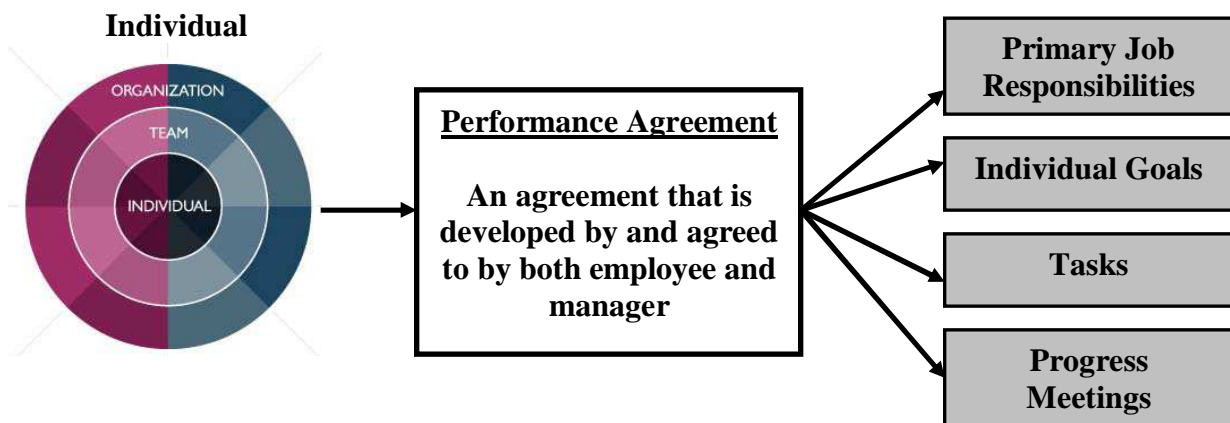 Individual
ORGANIZATION
TEAM
INDIVIDUAL
Performance Agreement
An agreement that is
developed by and agreed
to by both employee and
manager
Primary Job
Responsibilities
Individual Goals
Tasks
Progress
Meetings